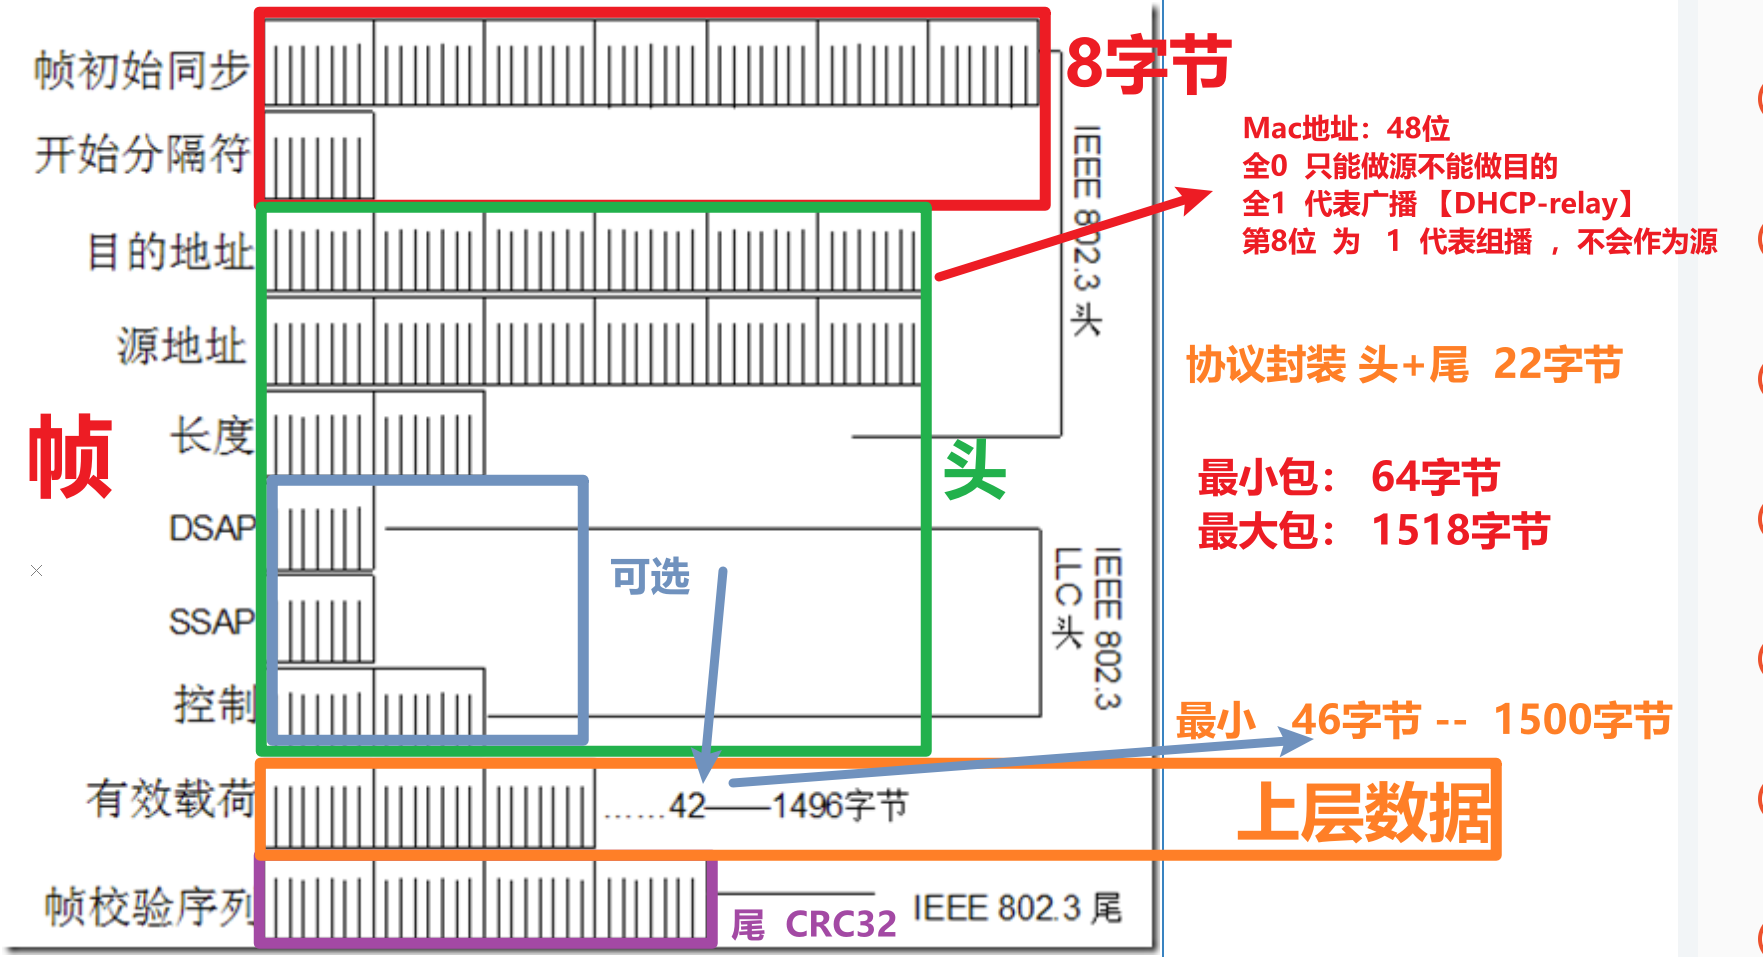 帧初始同步
8字节
开始分隔符
IEEE 802.3 头
Mac地址：48位
全0 只能做源不能做目的
全1 代表广播 【DHCP-relay】
第8位 为 1 代表组播 ，不会作为源
目的地址
源地址
协议封装 头+尾 22字节
帧
长度
头
最小包： 64字节
最大包： 1518字节
DSAP
可选
IEEE 802.3
LLC 头
SSAP
控制
最小 46字节 -- 1500字节
有效载荷
……42——1496字节
上层数据
帧校验序列
尾 CRC32
IEEE 802.3 尾